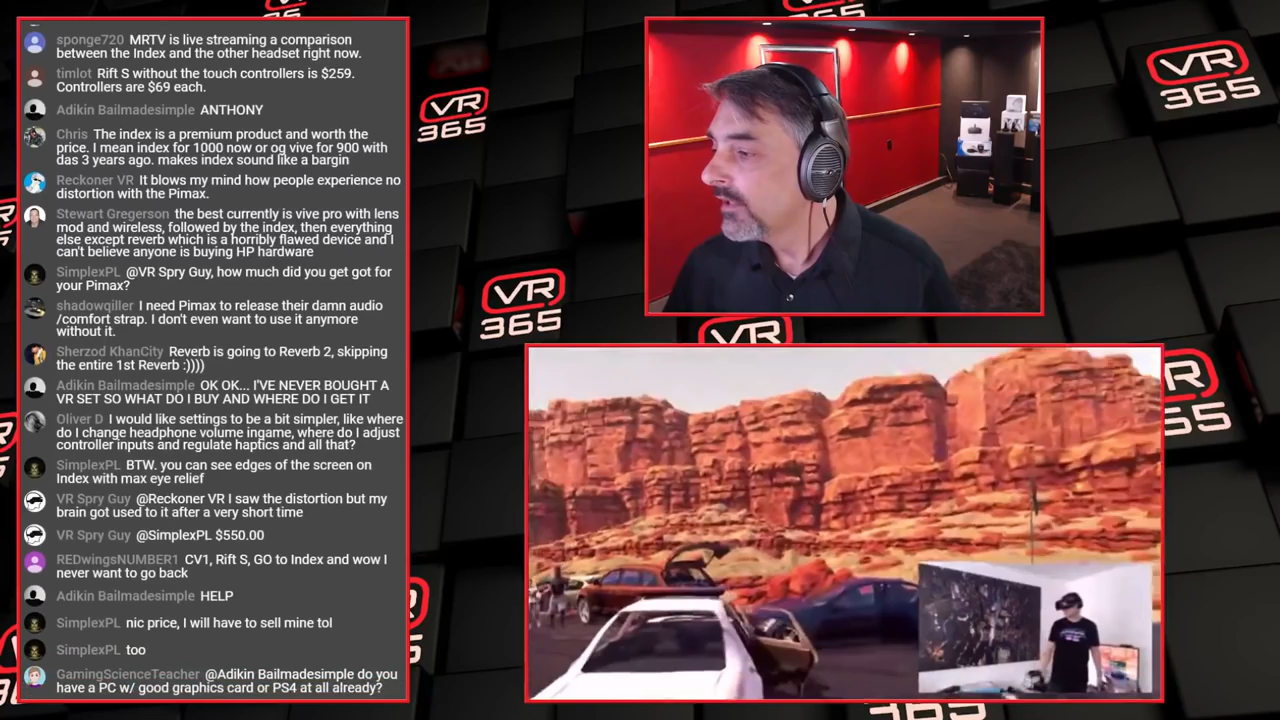 sponge720 MRTV is live streaming a comparison
between the Index and the other headset right now.
timlot Rift S without the touch controllers is $259.
Controllers are $69 each.
Adikin Bailmadesimple ANTHONY
Chris The index is a premium product and worth the
price. I mean index for 1000 now or og vive for 900 with
das 3 years ago. makes index sound like a bargin
Reckoner VR It blows my mind how people experience no
distortion with the Pimax.
Stewart Gregerson the best currently is vive pro with lens
mod and wireless, followed by the index, then everything
else except reverb which is a horribly flawed device and I
can't believe anyone is buying HP hardware
SimplexPL @VR Spry Guy, how much did you get got for
your Pimax?
shadowqiller I need Pimax to release their damn audio
/comfort strap. I don't even want to use it anymore
without it.
Sherzod KhanCity Reverb is going to Reverb 2, skipping
the entire 1st Reverb :))))
Adikin Bailmadesimple OK OK... I'VE NEVER BOUGHT A
VR SET SO WHAT DO I BUY AND WHERE DO I GET IT
Oliver D I would like settings to be a bit simpler, like where
do I change headphone volume ingame, where do I adjust
controller inputs and regulate haptics and all that?
SimplexPL BTW. you can see edges of the screen on
Index with max eye relief
VR Spry Guy @Reckoner VR I saw the distortion but my
brain got used to it after a very short time
VR Spry Guy @SimplexPL $550.00
REDwingsNUMBER1 CV1, Rift S, GO to Index and wow I
never want to go back
Adikin Bailmadesimple HELP
SimplexPL nic price, I will have to sell mine tol
SimplexPL too
GamingScienceTeacher @Adikin Bailmadesimple do you
have a PC w/ good graphics card or PS4 at all already?
VR
365
VR
365
VR
365
VR
365